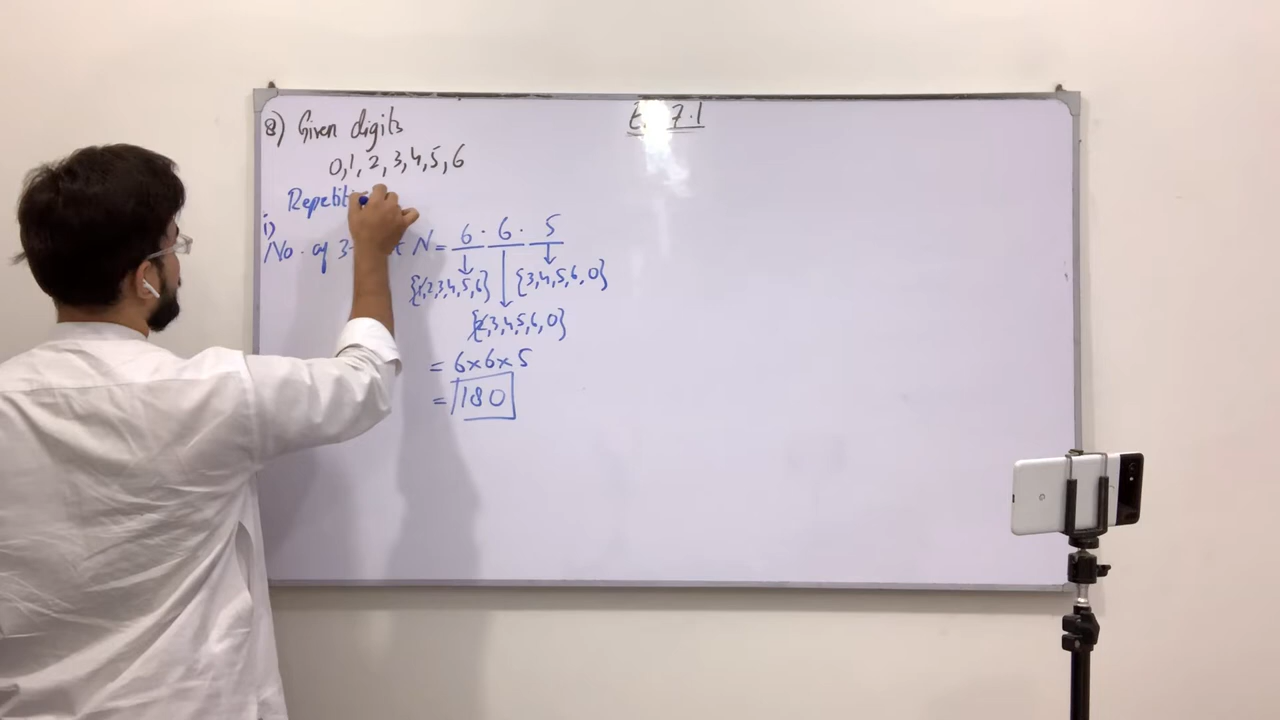 8) Given digits
0,1,2,3,4,5,6
7.1
i)
No. of 3- N = 6 · 6 · 5
{1,2,3,4,5,6} {3,4,5,6,0}
{2,3,4,5,6,0}
= 6×6×5
= 180
G